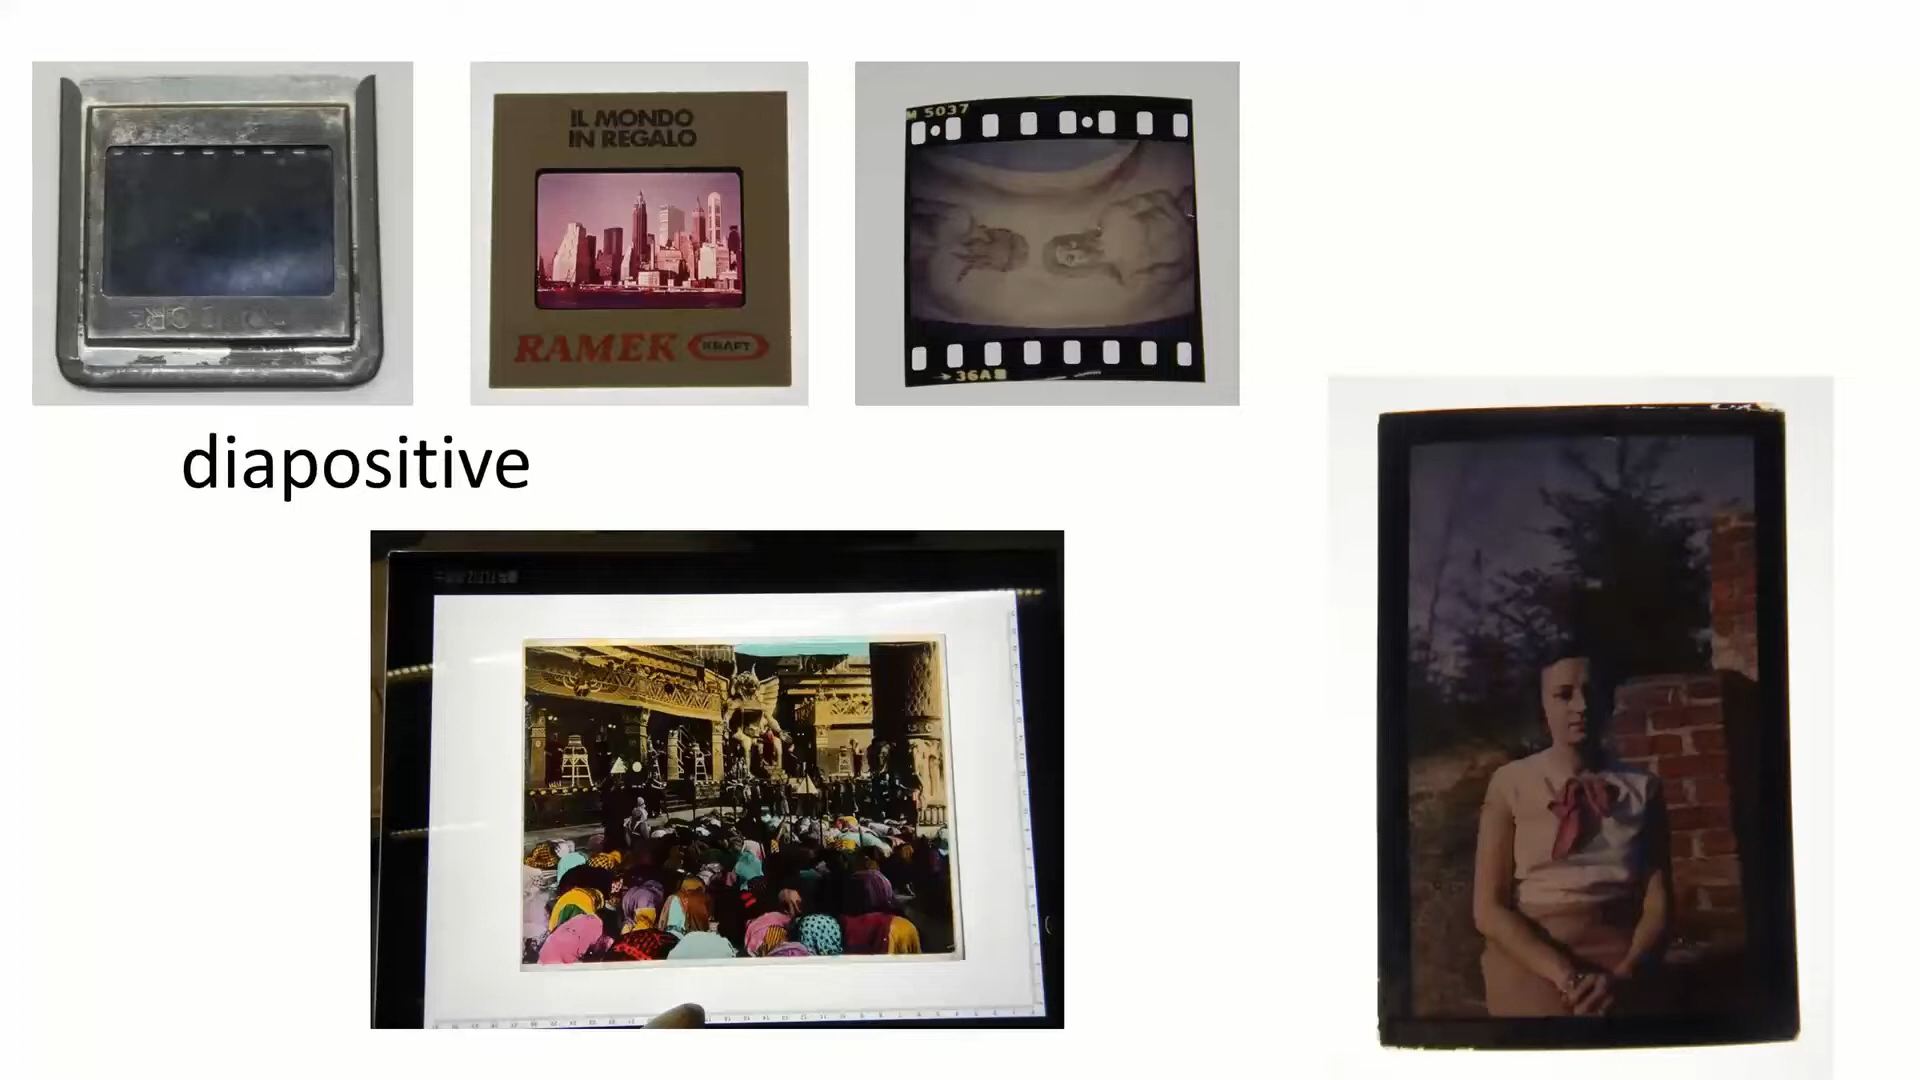 IL MONDO
IN REGALO
RAMEK KRAFT
M 5037
→ 36A
diapositive